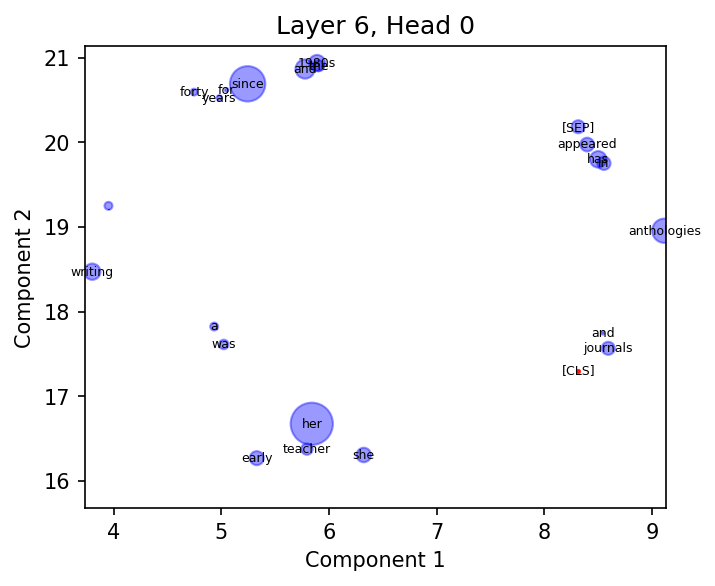 Layer 6, Head 0
21
20
19
18
17
16
Component 2
1980s
the
and
since
for
forty
years
[SEP]
appeared
has
in
anthologies
writing
a
was
and
journals
[CLS]
her
teacher
she
early
4
5
6
7
8
9
Component 1